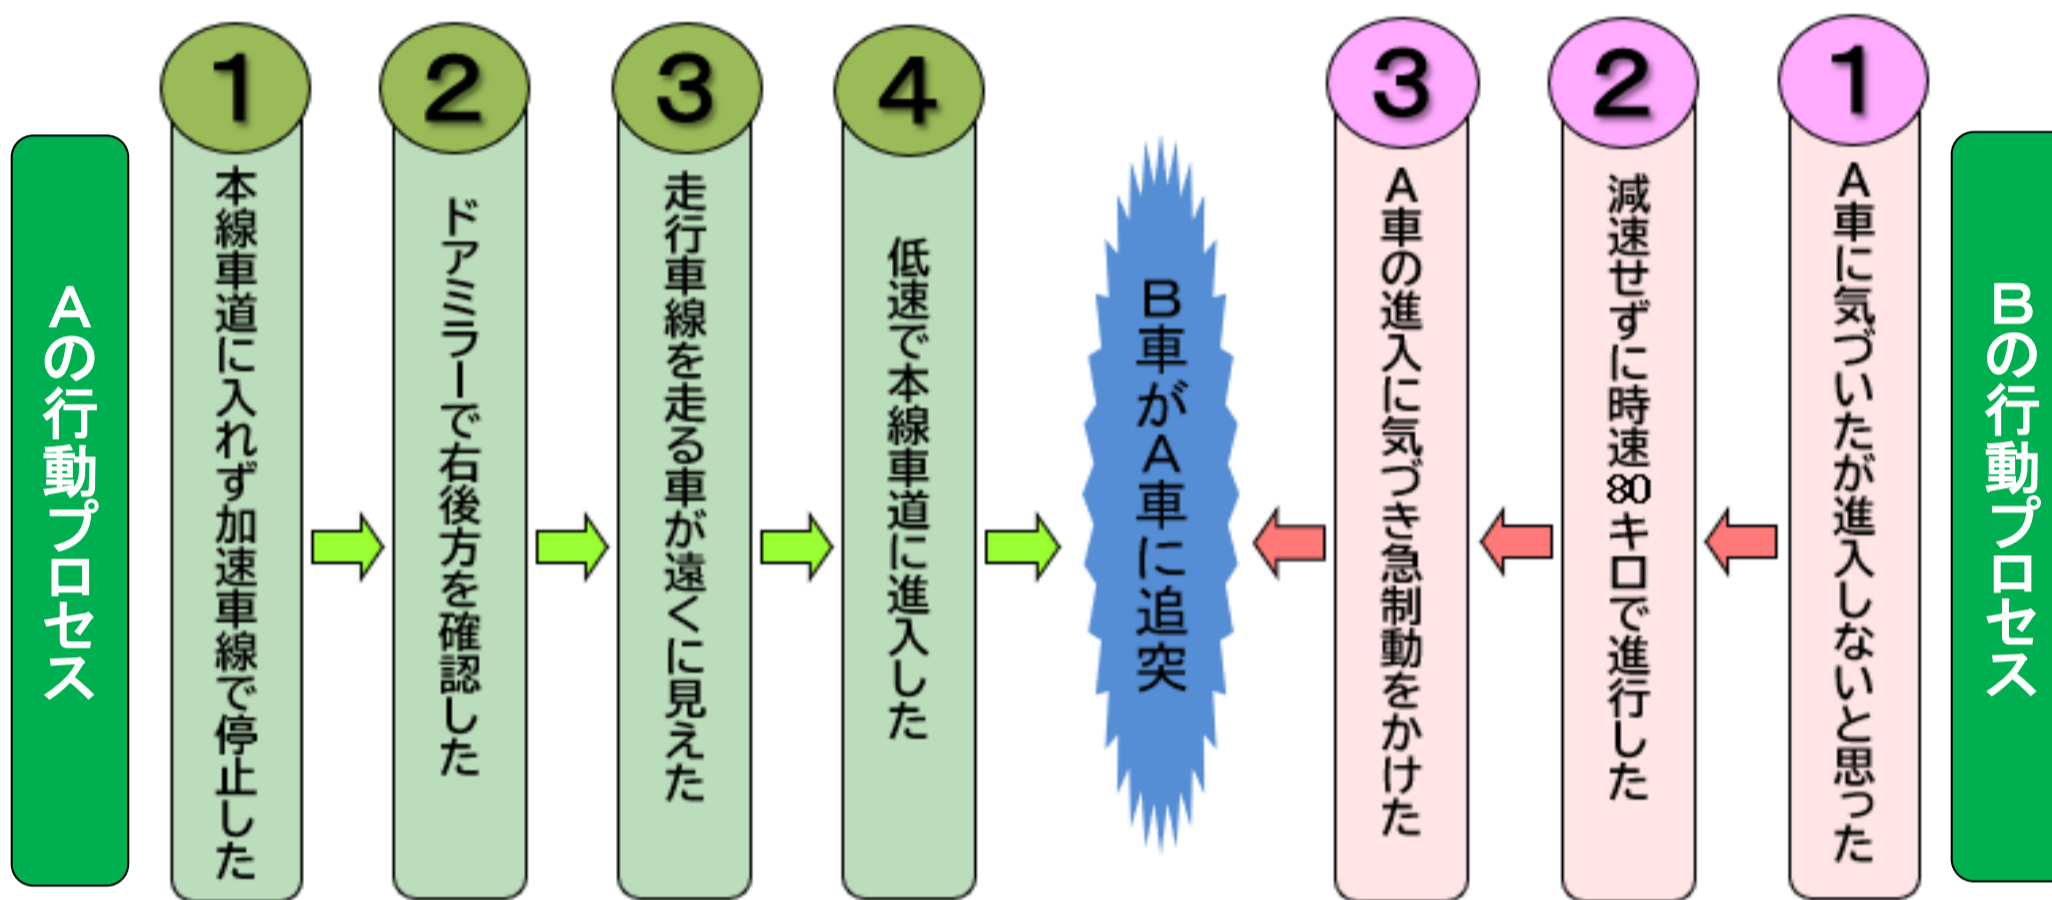 Aの行動プロセス
1
本線車道に入れず加速車線で停止した
2
ドアミラーで右後方を確認した
3
走行車線を走る車が遠くに見えた
4
低速で本線車道に進入した
B車がA車に追突
3
A車の進入に気づき急制動をかけた
2
減速せずに時速80キロで進行した
1
A車に気づいたが進入しないと思った
Bの行動プロセス